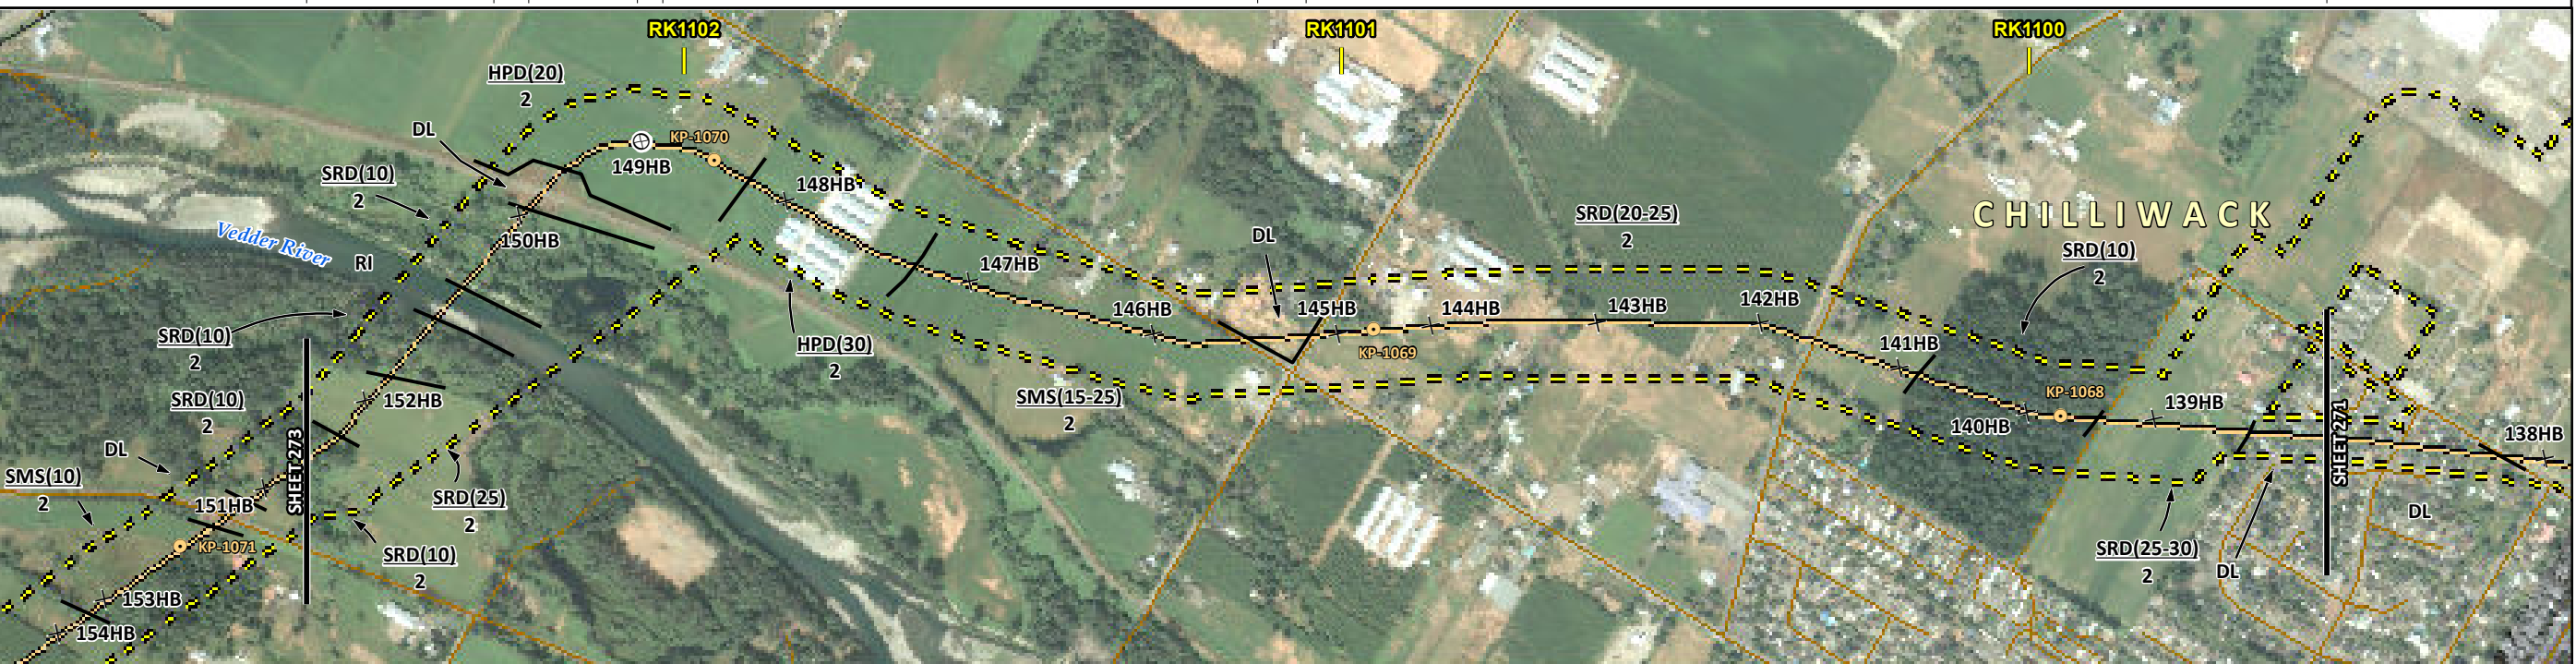 RK1102
RK1101
RK1100
HPD(20)
2
DL
KP-1070
149HB
SRD(10)
2
148HB
CHILLIWACK
SRD(20-25)
2
Vedder River
RI
150HB
DL
SRD(10)
2
147HB
146HB
145HB
144HB
143HB
142HB
SRD(10)
2
HPD(30)
2
KP-1069
141HB
SMS(15-25)
2
152HB
KP-1068
139HB
SRD(10)
2
140HB
138HB
SHEET 273
SHEET 271
DL
SMS(10)
2
151HB
SRD(25)
2
DL
KP-1071
SRD(10)
2
SRD(25-30)
2
DL
153HB
154HB